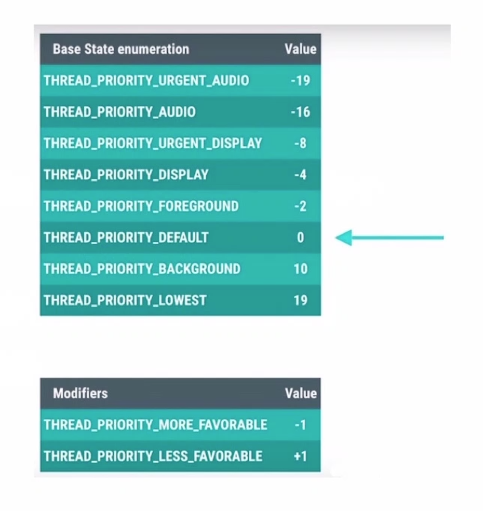 Base State enumeration Value
THREAD_PRIORITY_URGENT_AUDIO -19
THREAD_PRIORITY_AUDIO -16
THREAD_PRIORITY_URGENT_DISPLAY -8
THREAD_PRIORITY_DISPLAY -4
THREAD_PRIORITY_FOREGROUND -2
THREAD_PRIORITY_DEFAULT 0
THREAD_PRIORITY_BACKGROUND 10
THREAD_PRIORITY_LOWEST 19
Modifiers Value
THREAD_PRIORITY_MORE_FAVORABLE -1
THREAD_PRIORITY_LESS_FAVORABLE +1